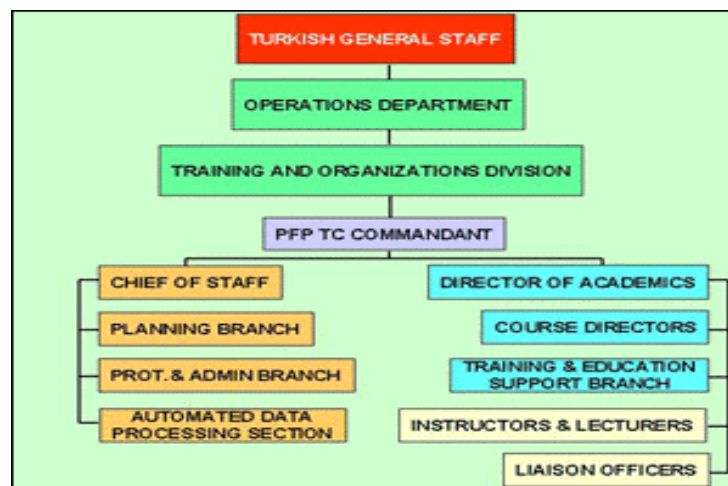 TURKISH GENERAL STAFF
OPERATIONS DEPARTMENT
TRAINING AND ORGANIZATIONS DIVISION
PFP TC COMMANDANT
CHIEF OF STAFF
PLANNING BRANCH
PROT. & ADMIN BRANCH
AUTOMATED DATA
PROCESSING SECTION
DIRECTOR OF ACADEMICS
COURSE DIRECTORS
TRAINING & EDUCATION
SUPPORT BRANCH
INSTRUCTORS & LECTURERS
LIAISON OFFICERS